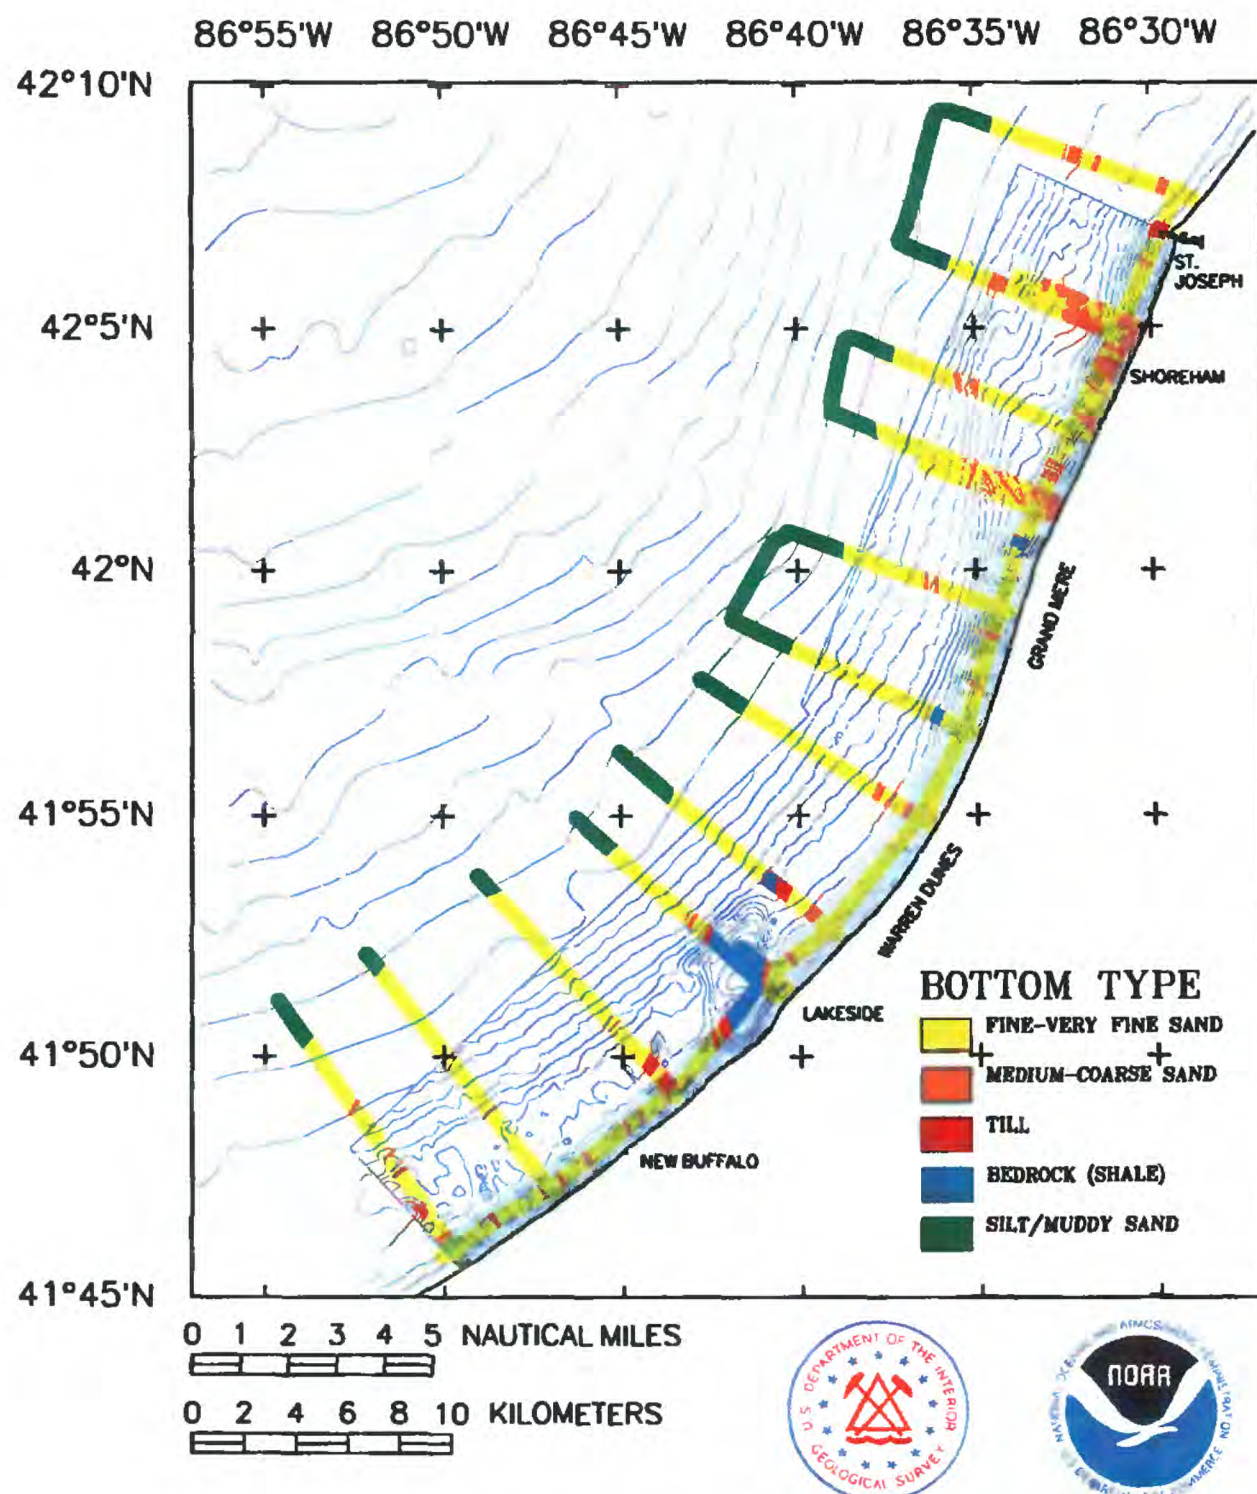 86°55'W 86°50'W 86°45'W 86°40'W 86°35'W 86°30'W
42°10'N
ST.
JOSEPH
42°5'N
SHOREHAM
42°N
GRAND MERE
41°55'N
WARREN DUNES
BOTTOM TYPE
LAKESIDE
FINE-VERY FINE SAND
41°50'N
MEDIUM-COARSE SAND
TILL
NEW BUFFALO
BEDROCK (SHALE)
SILT/MUDDY SAND
41°45'N
0 1 2 3 4 5 NAUTICAL MILES
0 2 4 6 8 10 KILOMETERS
U.S. DEPARTMENT OF THE INTERIOR
GEOLOGICAL SURVEY
NOAA